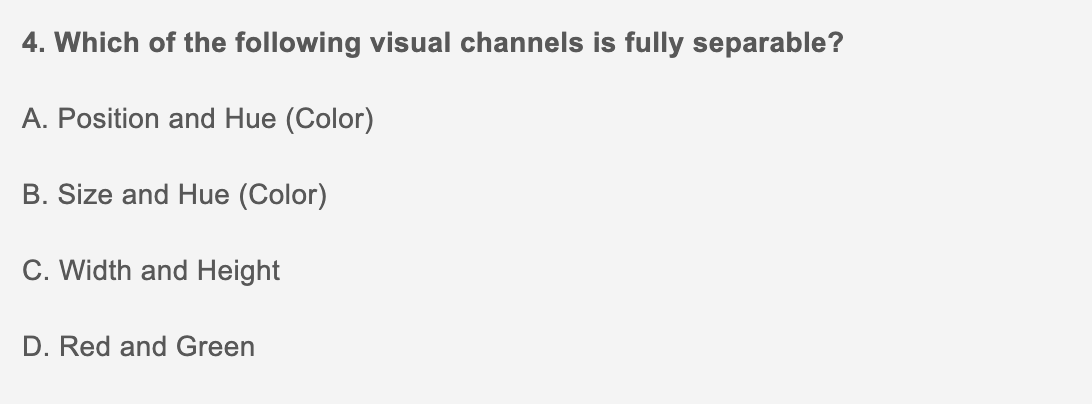 4. Which of the following visual channels is fully separable?
A. Position and Hue (Color)
B. Size and Hue (Color)
C. Width and Height
D. Red and Green